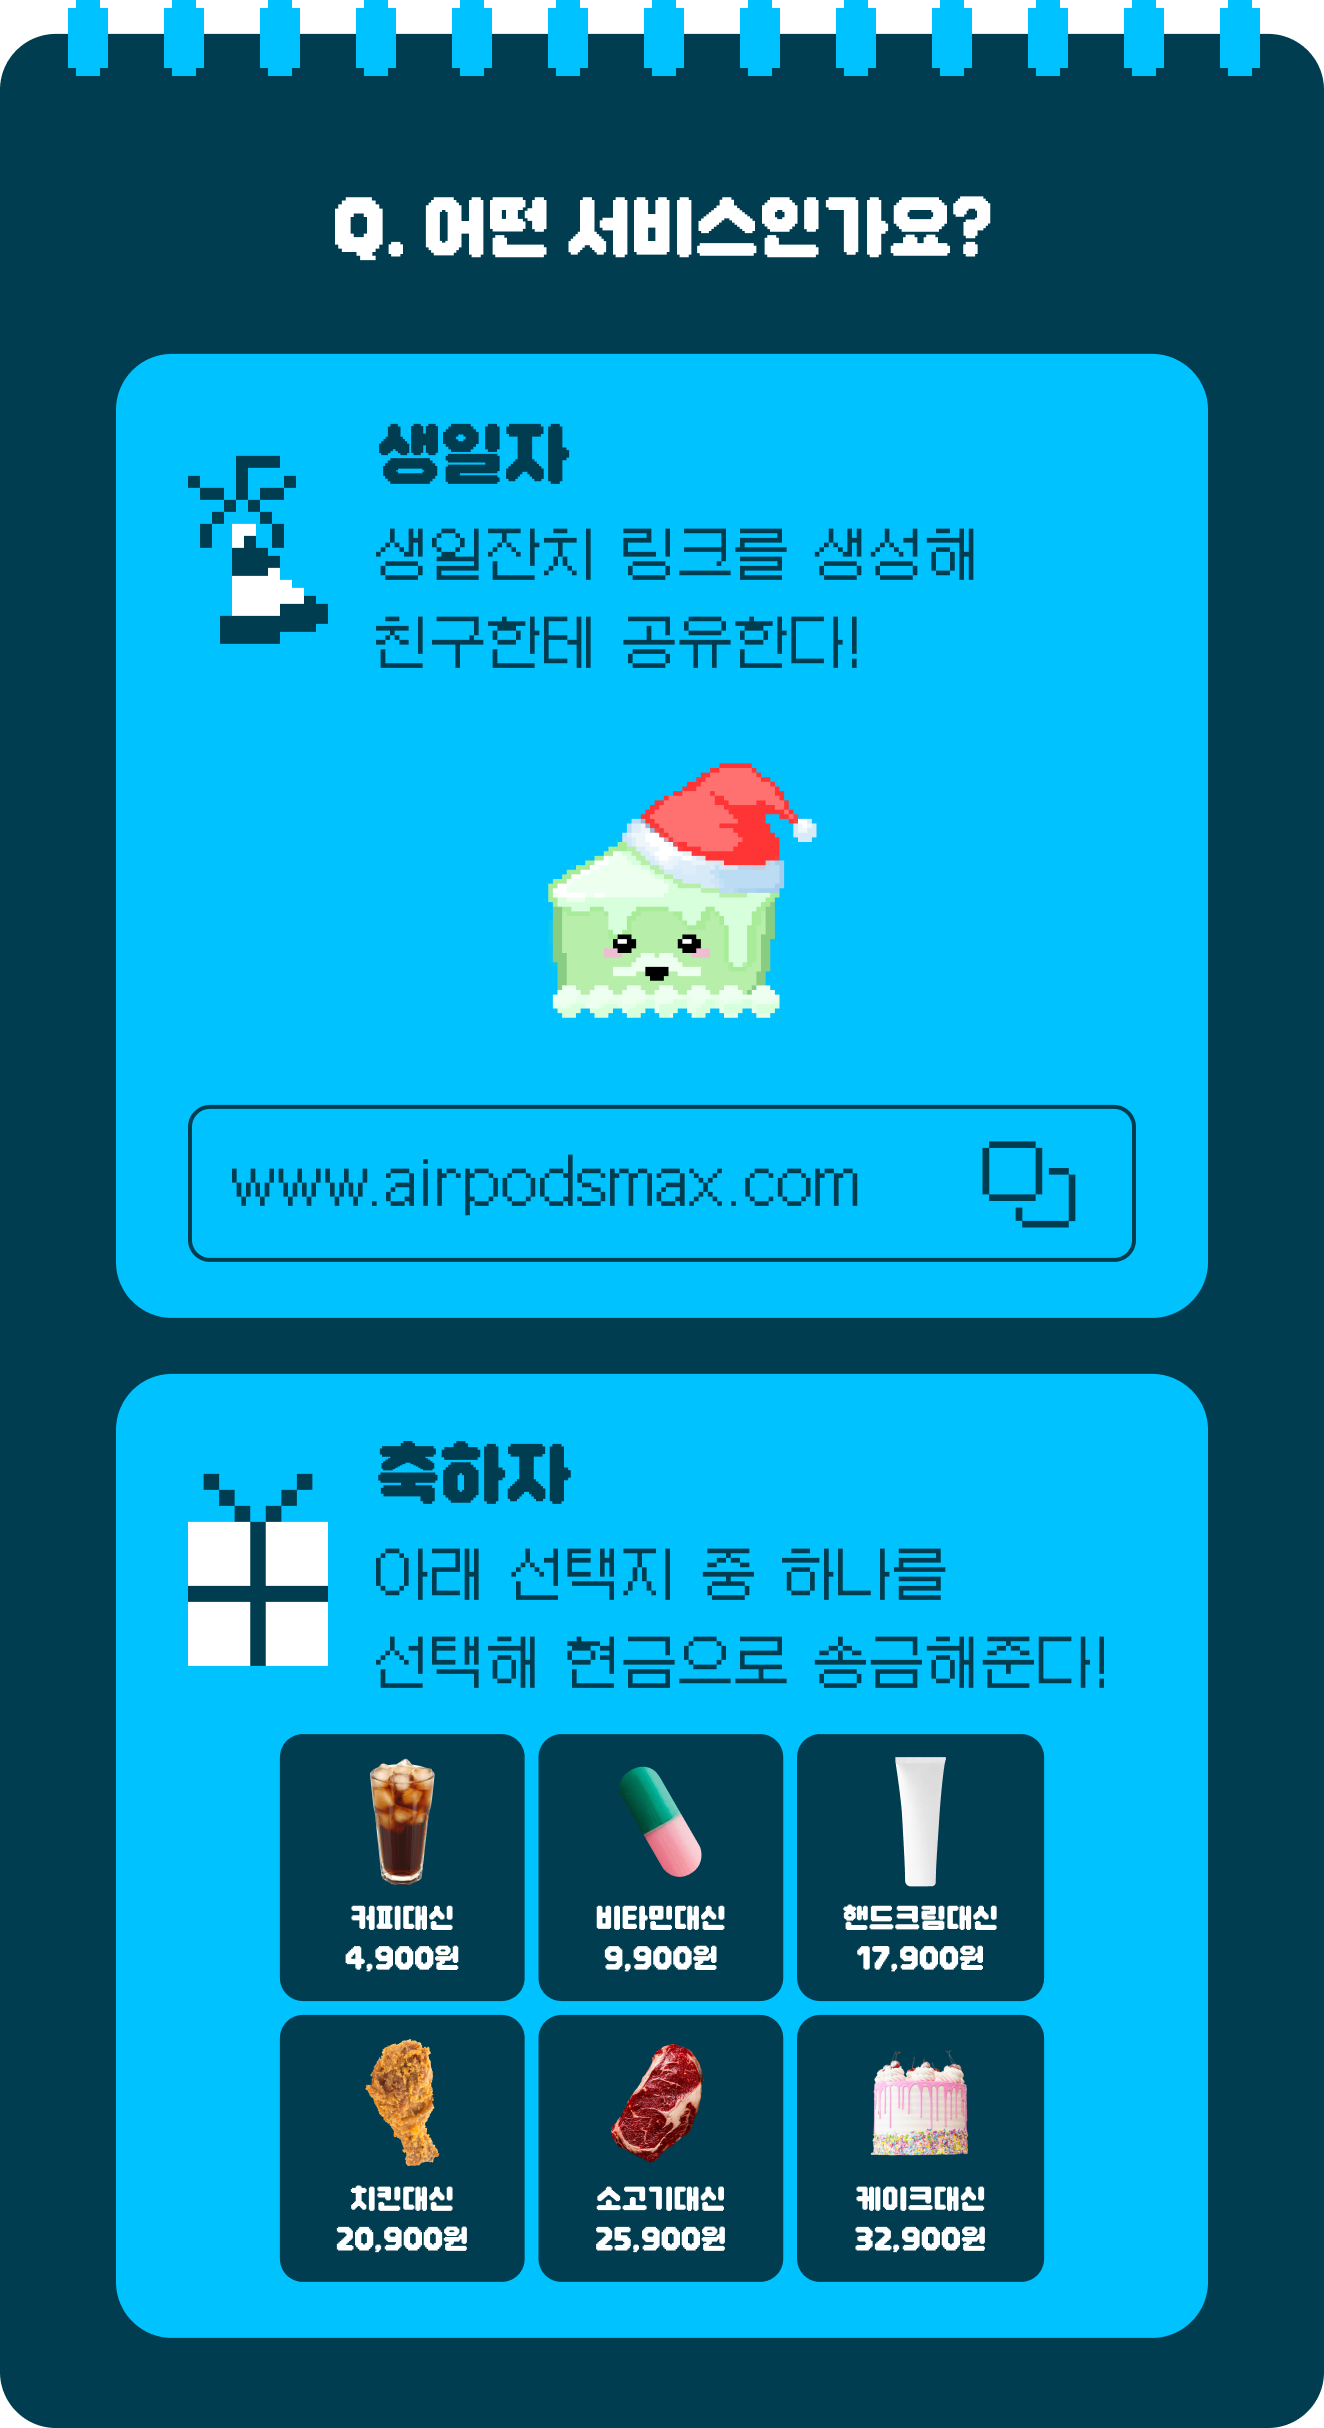 Q. 어떤 서비스인가요?
생일자
생일잔치 링크를 생성해
친구한테 공유한다!
www.airpodsmax.com
축하자
아래 선택지 중 하나를
선택해 현금으로 송금해준다!
커피대신
4,900원
비타민대신
9,900원
핸드크림대신
17,900원
치킨대신
20,900원
소고기대신
25,900원
케이크대신
32,900원